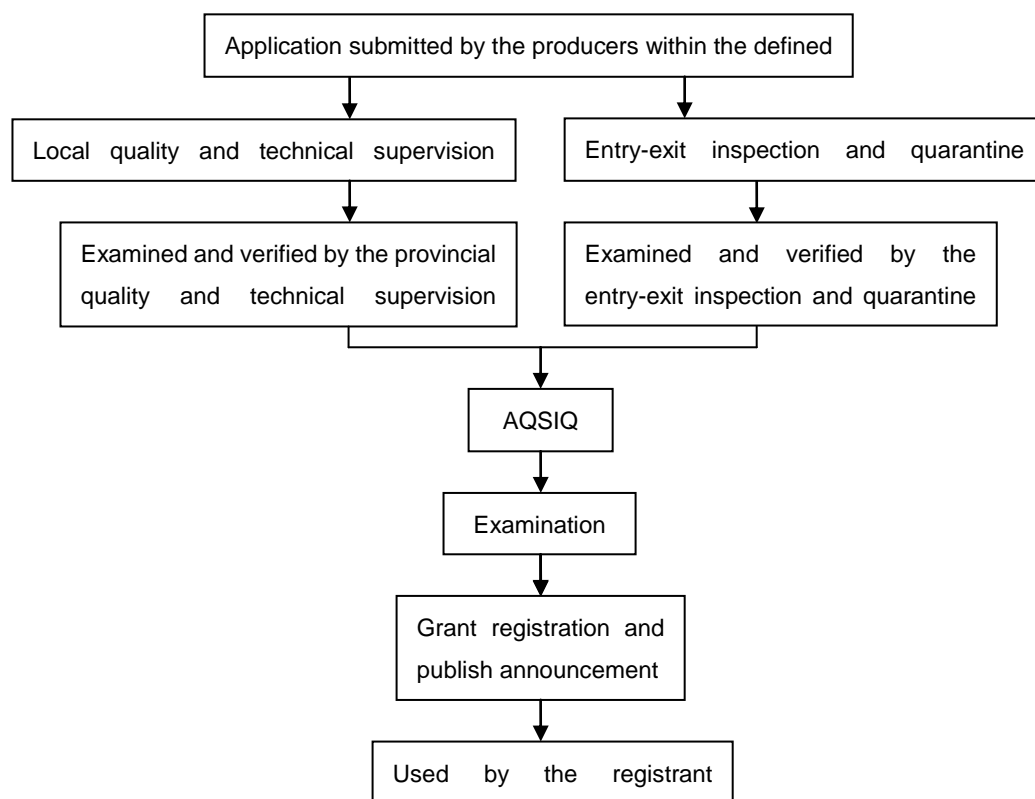 Application submitted by the producers within the defined
Local quality and technical supervision
Entry-exit inspection and quarantine
Examined and verified by the provincial
quality and technical supervision
Examined and verified by the
entry-exit inspection and quarantine
AQSIQ
Examination
Grant registration and
publish announcement
Used by the registrant